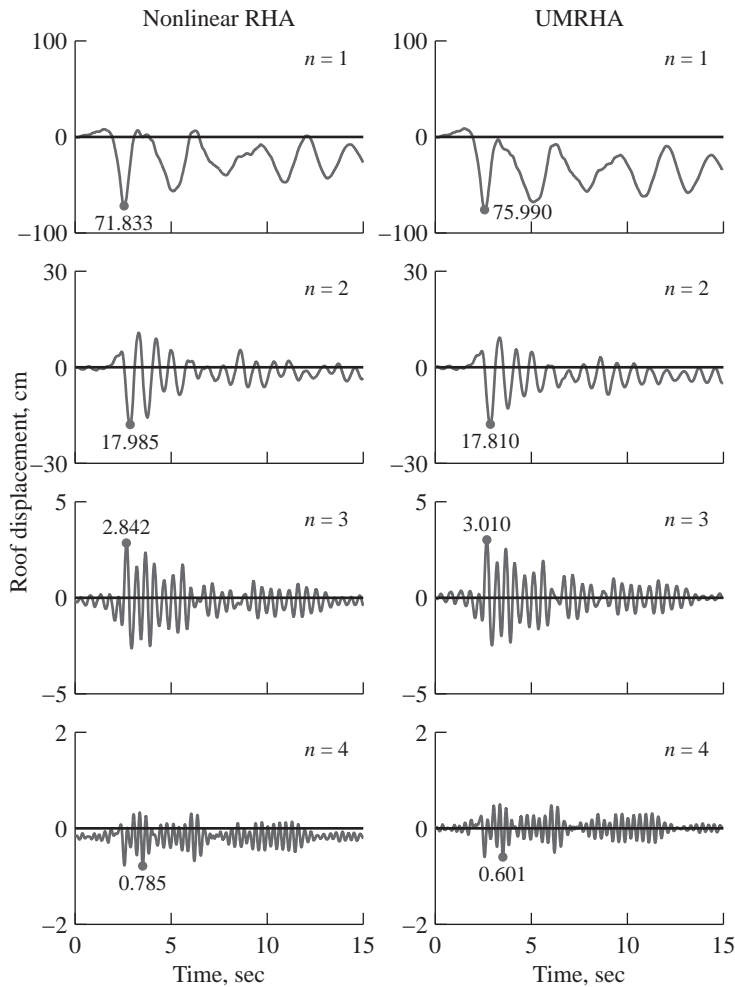 Nonlinear RHA
UMRHA
100
0
−100
n = 1
71.833
100
0
−100
n = 1
75.990
30
0
−30
n = 2
17.985
30
0
−30
n = 2
17.810
Roof displacement, cm
5
0
−5
n = 3
2.842
5
0
−5
n = 3
3.010
2
0
−2
n = 4
0.785
2
0
−2
n = 4
0.601
0 5 10 15
Time, sec
0 5 10 15
Time, sec